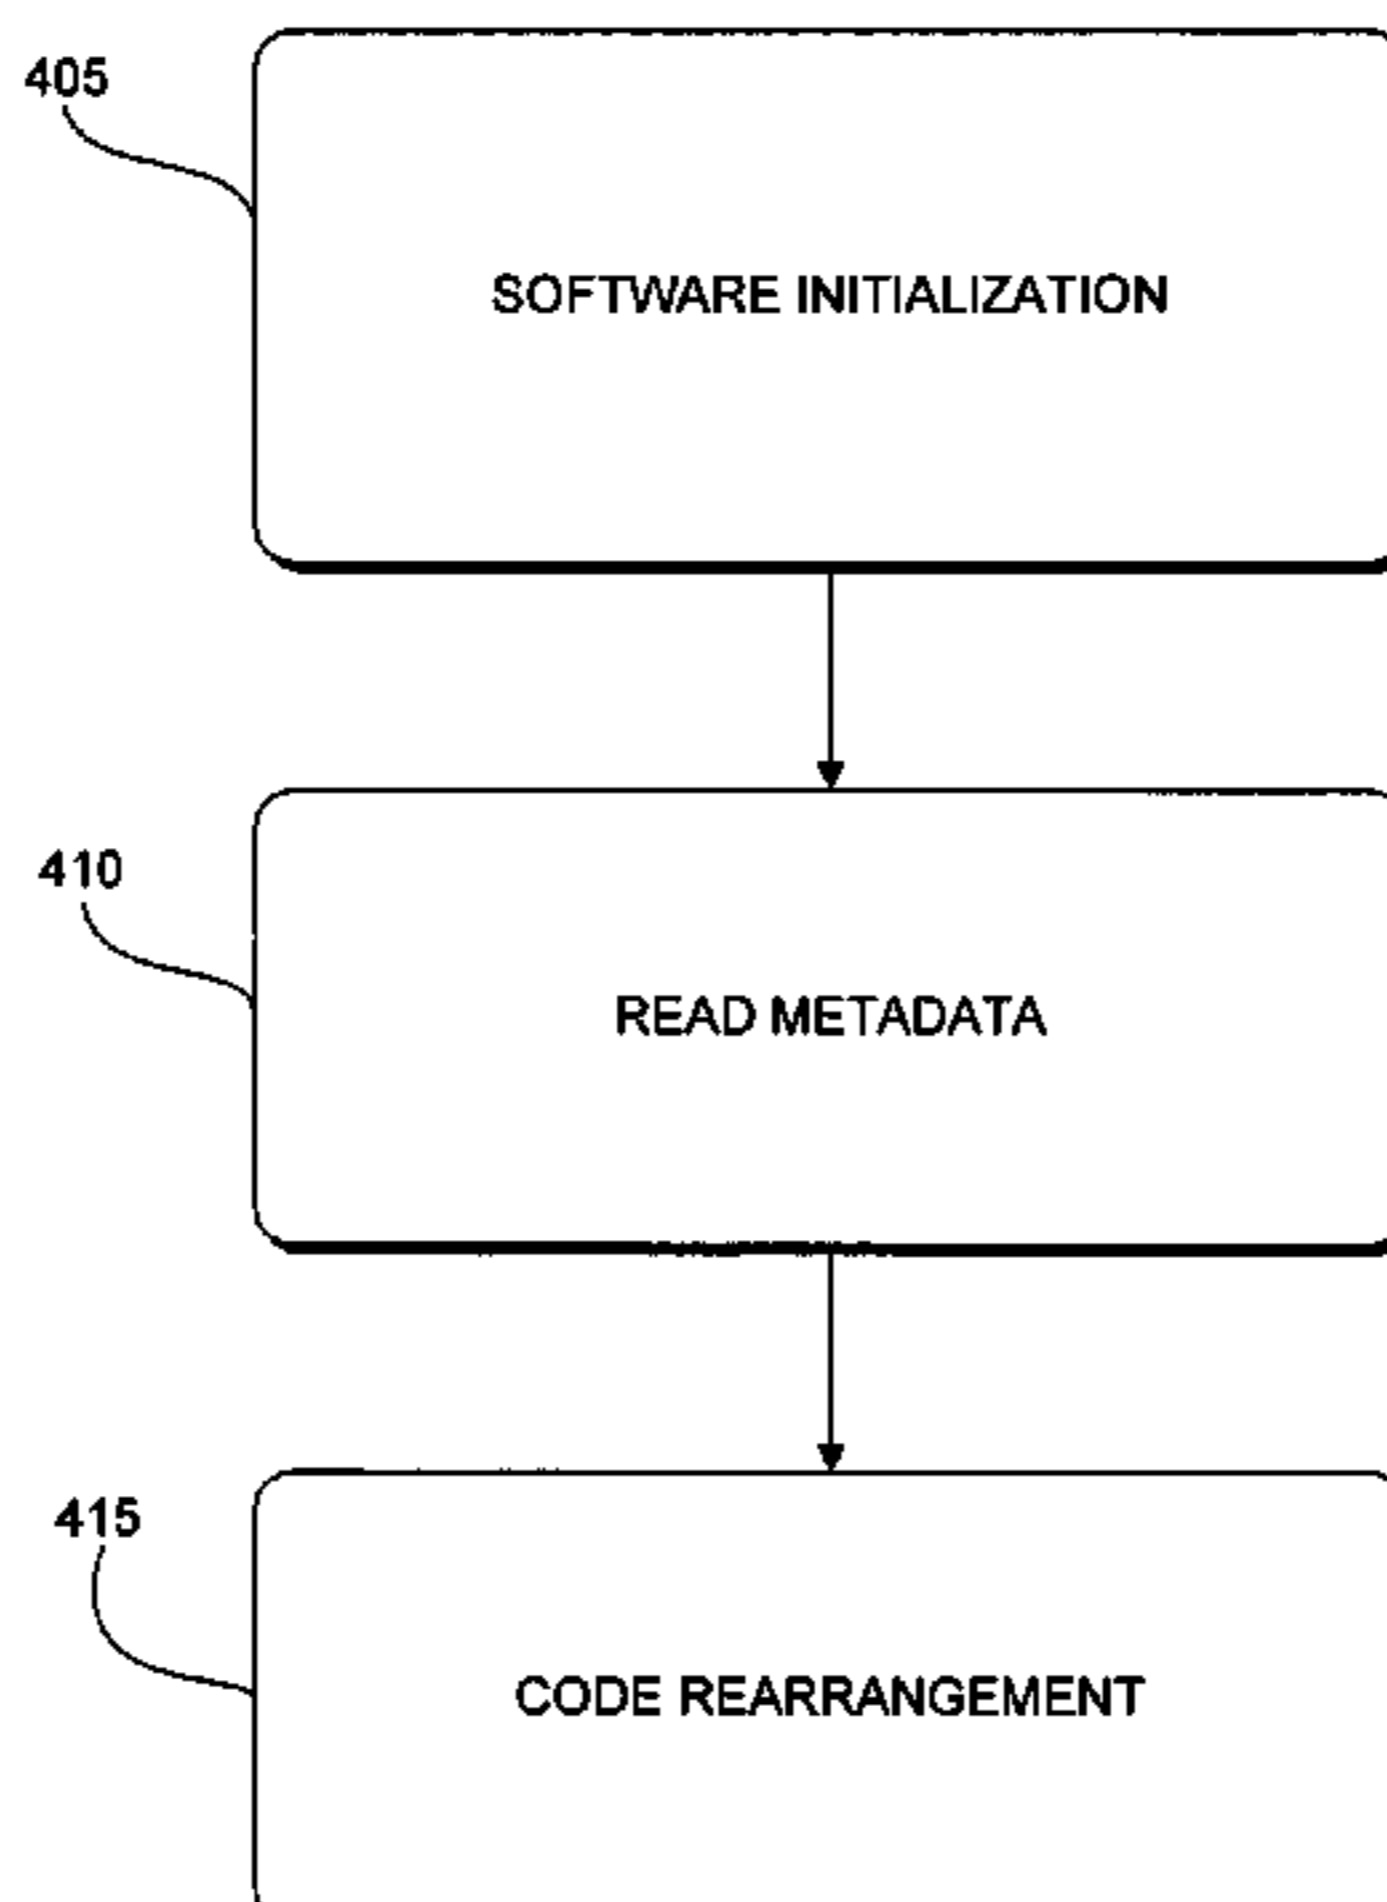 405
SOFTWARE INITIALIZATION
410
READ METADATA
415
CODE REARRANGEMENT